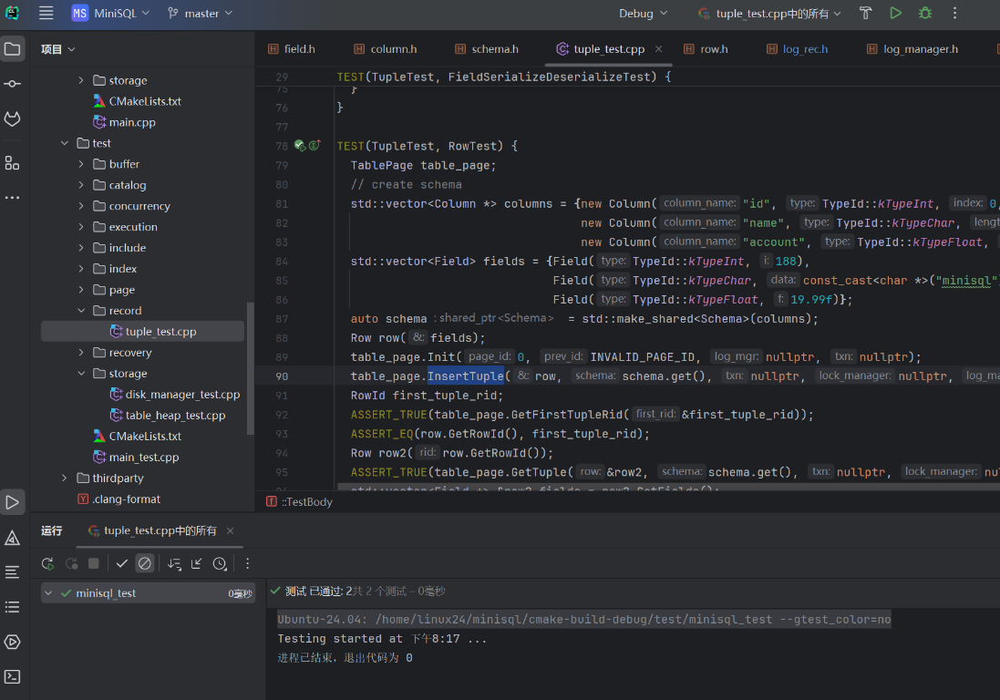 MS MiniSQL master Debug tuple_test.cpp中的所有
项目
field.h column.h schema.h tuple_test.cpp row.h log_rec.h log_manager.h
storage
CMakeLists.txt
main.cpp
test
buffer
catalog
concurrency
execution
include
index
page
record
tuple_test.cpp
recovery
storage
disk_manager_test.cpp
table_heap_test.cpp
CMakeLists.txt
main_test.cpp
thirdparty
.clang-format
29 TEST(TupleTest, FieldSerializeDeserializeTest) {
75 }
76 }
77
78 TEST(TupleTest, RowTest) {
79 TablePage table_page;
80 // create schema
81 std::vector<Column *> columns = {new Column( column_name: "id", type: TypeId::kTypeInt, index: 0,
82 new Column( column_name: "name", type: TypeId::kTypeChar,
83 new Column( column_name: "account", type: TypeId::kTypeFloat,
84 std::vector<Field> fields = {Field( type: TypeId::kTypeInt, i: 188),
85 Field( type: TypeId::kTypeChar, data: const_cast<char *>("minisql")
86 Field( type: TypeId::kTypeFloat, f: 19.99f)};
87 auto schema : shared_ptr<Schema> = std::make_shared<Schema>(columns);
88 Row row( &: fields);
89 table_page.Init( page_id: 0, prev_id: INVALID_PAGE_ID, log_mgr: nullptr, txn: nullptr);
90 table_page.InsertTuple( &: row, schema: schema.get(), txn: nullptr, lock_manager: nullptr,
91 RowId first_tuple_rid;
92 ASSERT_TRUE(table_page.GetFirstTupleRid( first_rid: &first_tuple_rid));
93 ASSERT_EQ(row.GetRowId(), first_tuple_rid);
94 Row row2( rid: row.GetRowId());
95 ASSERT_TRUE(table_page.GetTuple( row: &row2, schema: schema.get(), txn: nullptr, lock_manager:
f ::TestBody
运行 tuple_test.cpp中的所有
minisql_test 0毫秒
测试 已通过: 2共 2 个测试 – 0毫秒
Ubuntu-24.04: /home/linux24/minisql/cmake-build-debug/test/minisql_test --gtest_color=no
Testing started at 下午8:17 ...
进程已结束，退出代码为 0